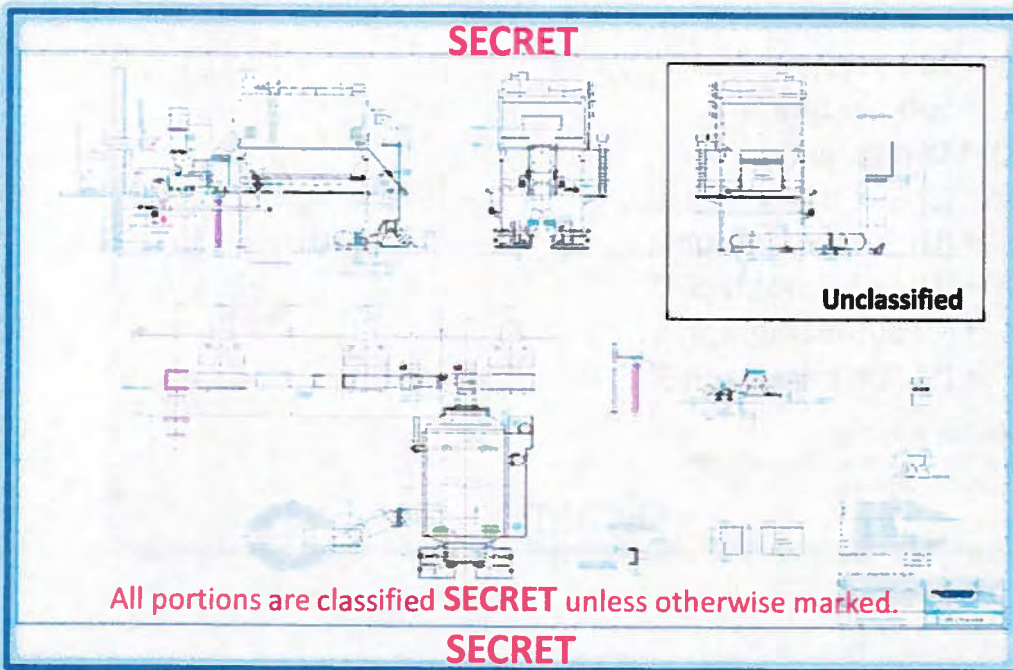 SECRET
Unclassified
All portions are classified SECRET unless otherwise marked.
SECRET